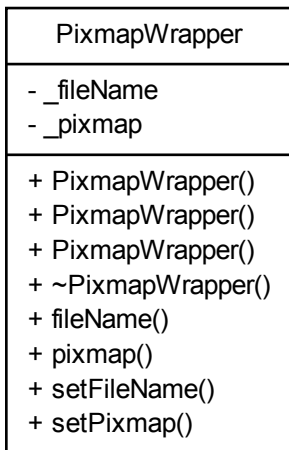 PixmapWrapper
- _fileName
- _pixmap
+ PixmapWrapper()
+ PixmapWrapper()
+ PixmapWrapper()
+ ~PixmapWrapper()
+ fileName()
+ pixmap()
+ setFileName()
+ setPixmap()